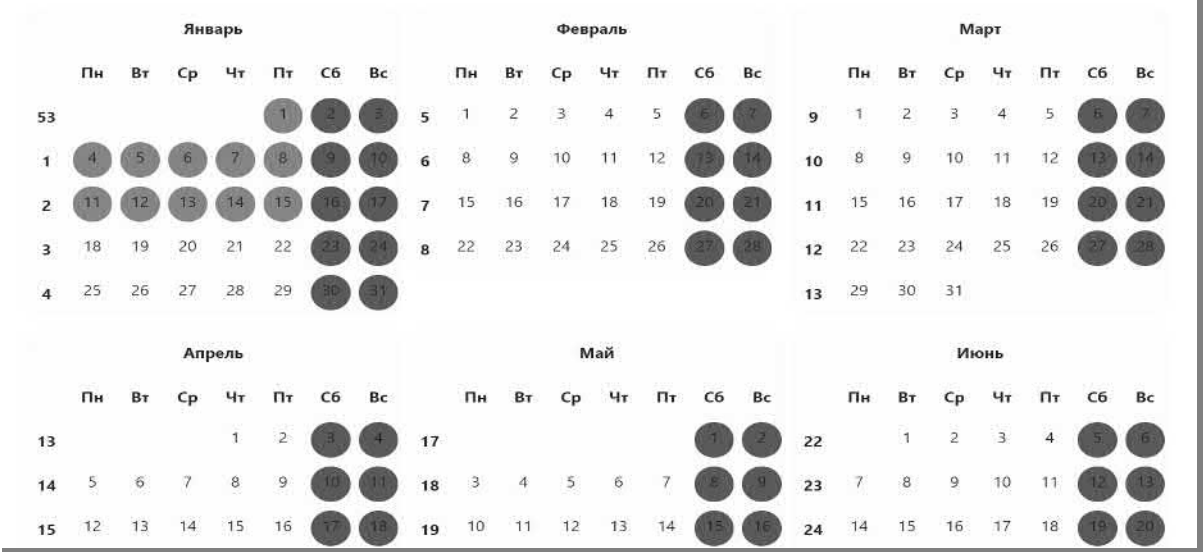 Январь
Пн Вт Ср Чт Пт Сб Вс
53 1 2 3
1 4 5 6 7 8 9 10
2 11 12 13 14 15 16 17
3 18 19 20 21 22 23 24
4 25 26 27 28 29 30 31
Февраль
Пн Вт Ср Чт Пт Сб Вс
5 1 2 3 4 5 6 7
6 8 9 10 11 12 13 14
7 15 16 17 18 19 20 21
8 22 23 24 25 26 27 28
Март
Пн Вт Ср Чт Пт Сб Вс
9 1 2 3 4 5 6 7
10 8 9 10 11 12 13 14
11 15 16 17 18 19 20 21
12 22 23 24 25 26 27 28
13 29 30 31
Апрель
Пн Вт Ср Чт Пт Сб Вс
13 1 2 3 4
14 5 6 7 8 9 10 11
15 12 13 14 15 16 17 18
Май
Пн Вт Ср Чт Пт Сб Вс
17 1 2
18 3 4 5 6 7 8 9
19 10 11 12 13 14 15 16
Июнь
Пн Вт Ср Чт Пт Сб Вс
22 1 2 3 4 5 6
23 7 8 9 10 11 12 13
24 14 15 16 17 18 19 20